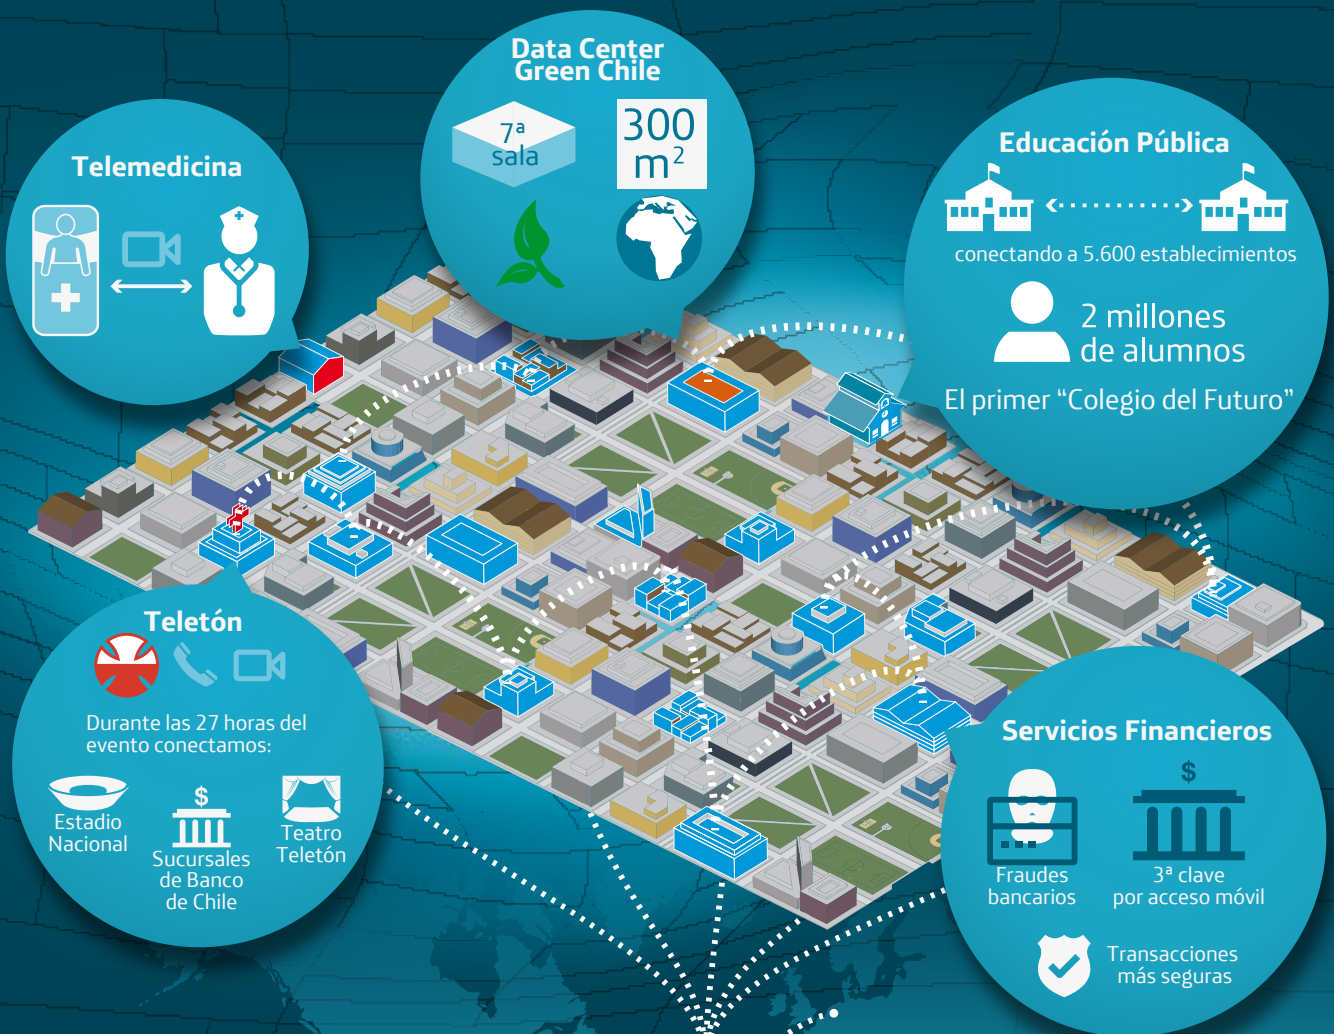 Data Center
Green Chile
7ª
sala
300
m²
Telemedicina
Educación Pública
conectando a 5.600 establecimientos
2 millones
de alumnos
El primer “Colegio del Futuro”
Teletón
Durante las 27 horas del
evento conectamos:
Estadio
Nacional
$
Sucursales
de Banco
de Chile
Teatro
Teletón
Servicios Financieros
Fraudes
bancarios
$
3ª clave
por acceso móvil
Transacciones
más seguras